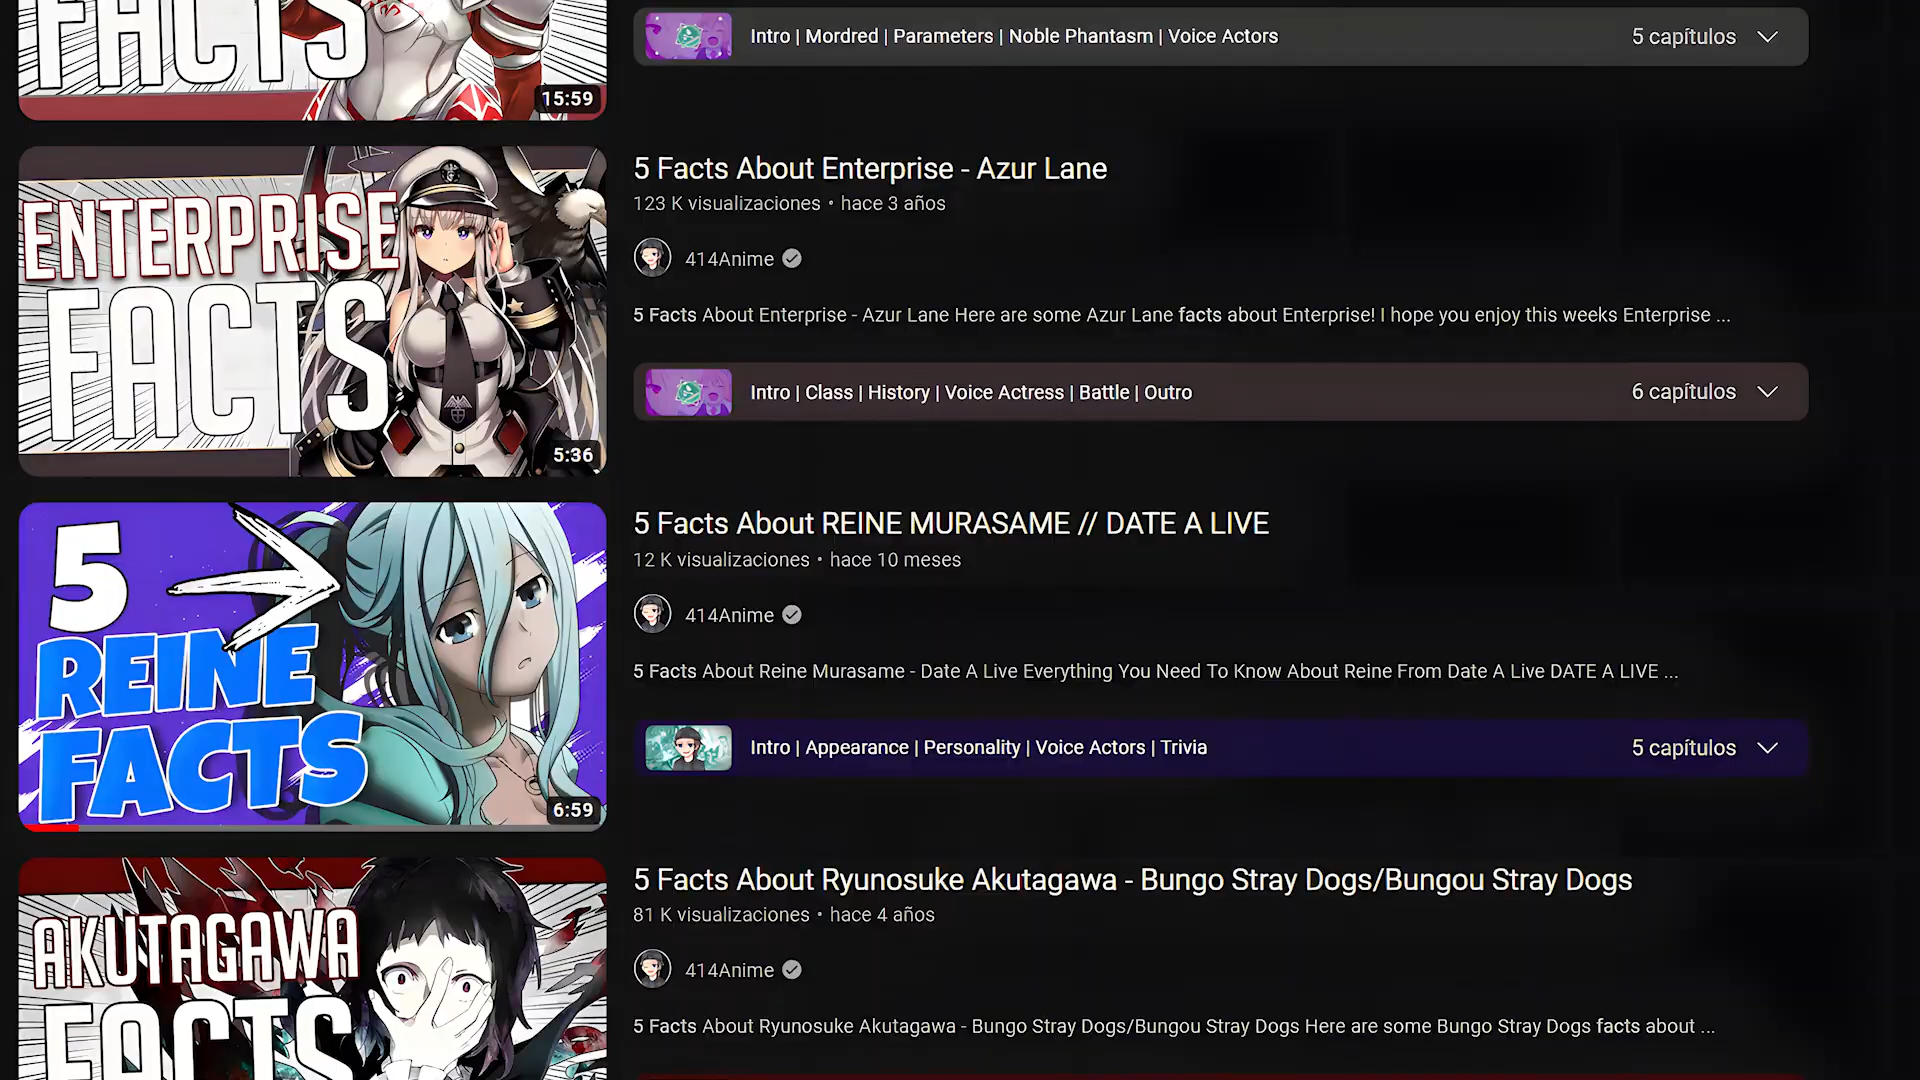 FACTS
15:59
Intro | Mordred | Parameters | Noble Phantasm | Voice Actors
5 capítulos
ENTERPRISE
FACTS
5:36
5 Facts About Enterprise - Azur Lane
123 K visualizaciones • hace 3 años
414Anime
5 Facts About Enterprise - Azur Lane Here are some Azur Lane facts about Enterprise! I hope you enjoy this weeks Enterprise ...
Intro | Class | History | Voice Actress | Battle | Outro
6 capítulos
5
REINE
FACTS
6:59
5 Facts About REINE MURASAME // DATE A LIVE
12 K visualizaciones • hace 10 meses
414Anime
5 Facts About Reine Murasame - Date A Live Everything You Need To Know About Reine From Date A Live DATE A LIVE ...
Intro | Appearance | Personality | Voice Actors | Trivia
5 capítulos
AKUTAGAWA
FACTS
5 Facts About Ryunosuke Akutagawa - Bungo Stray Dogs/Bungou Stray Dogs
81 K visualizaciones • hace 4 años
414Anime
5 Facts About Ryunosuke Akutagawa - Bungo Stray Dogs/Bungou Stray Dogs Here are some Bungo Stray Dogs facts about ...